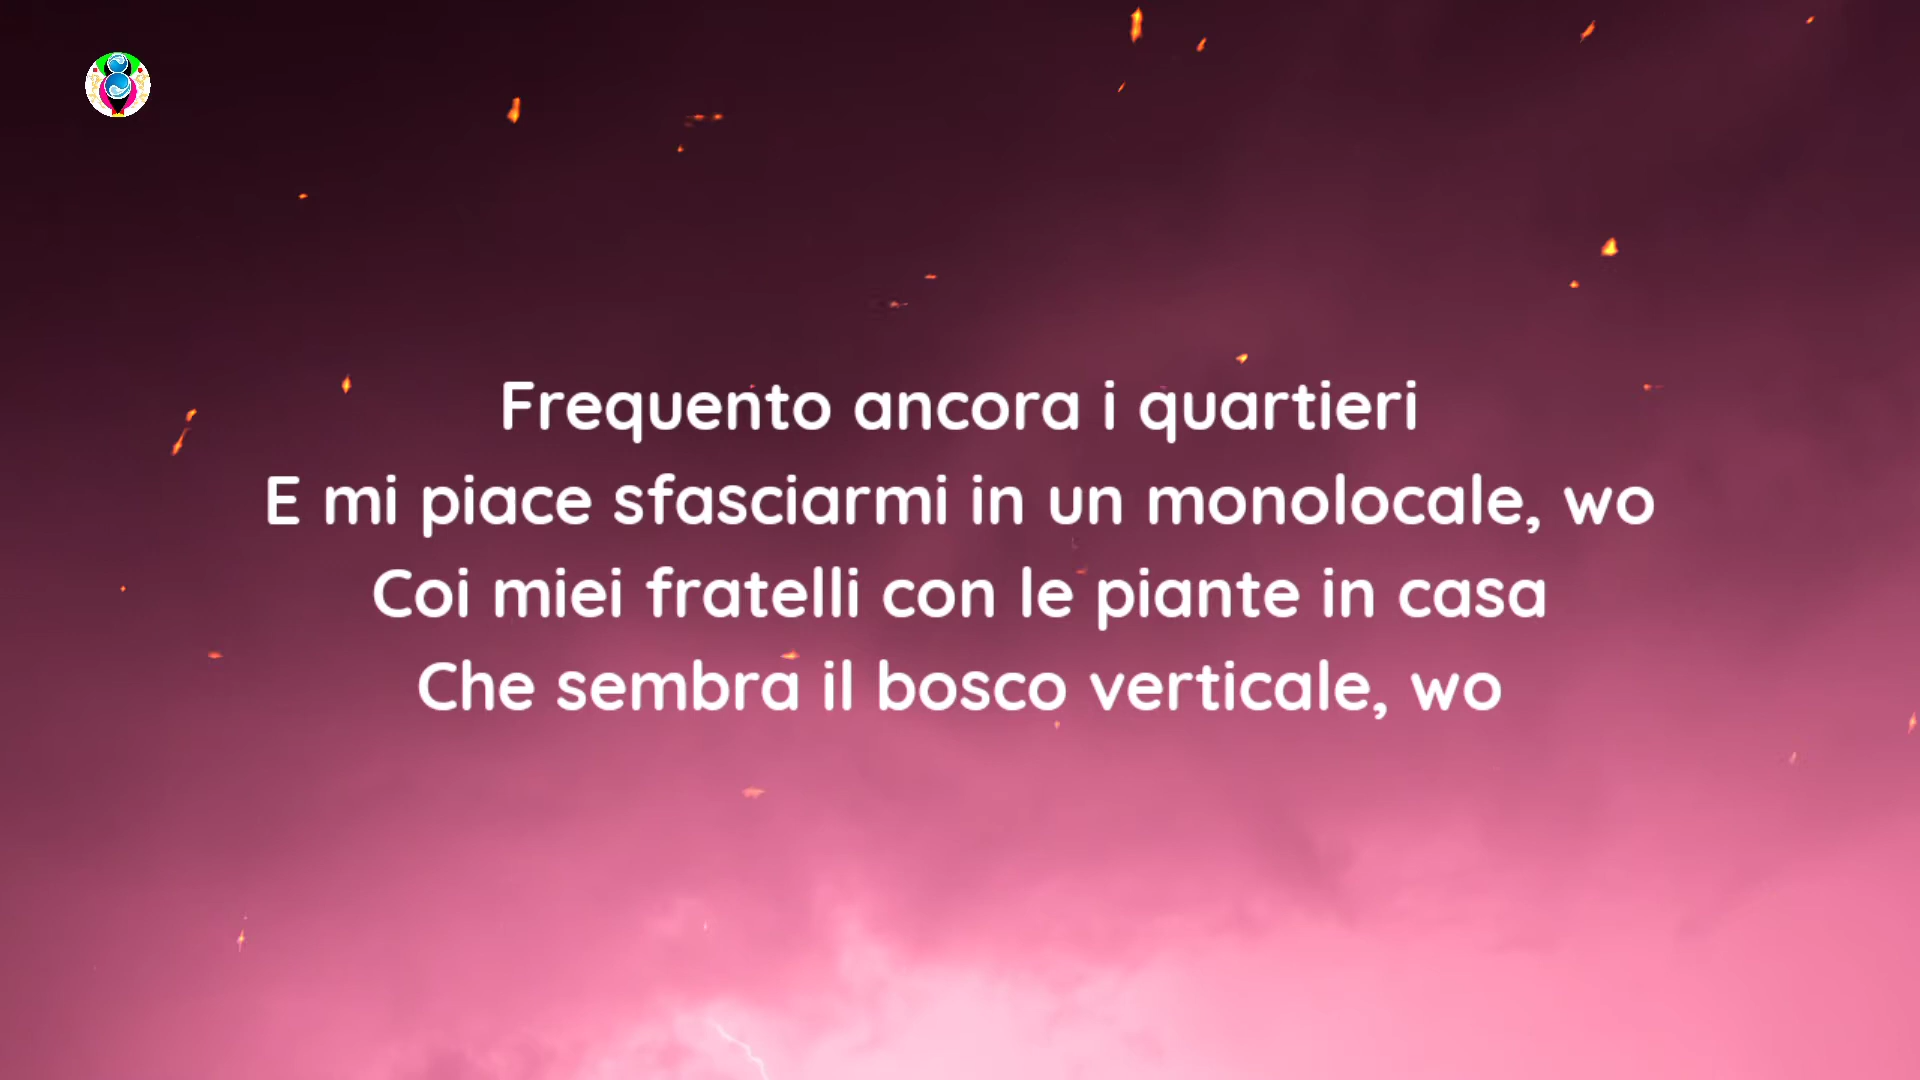 Frequento ancora i quartieri
E mi piace sfasciarmi in un monolocale, wo
Coi miei fratelli con le piante in casa
Che sembra il bosco verticale, wo